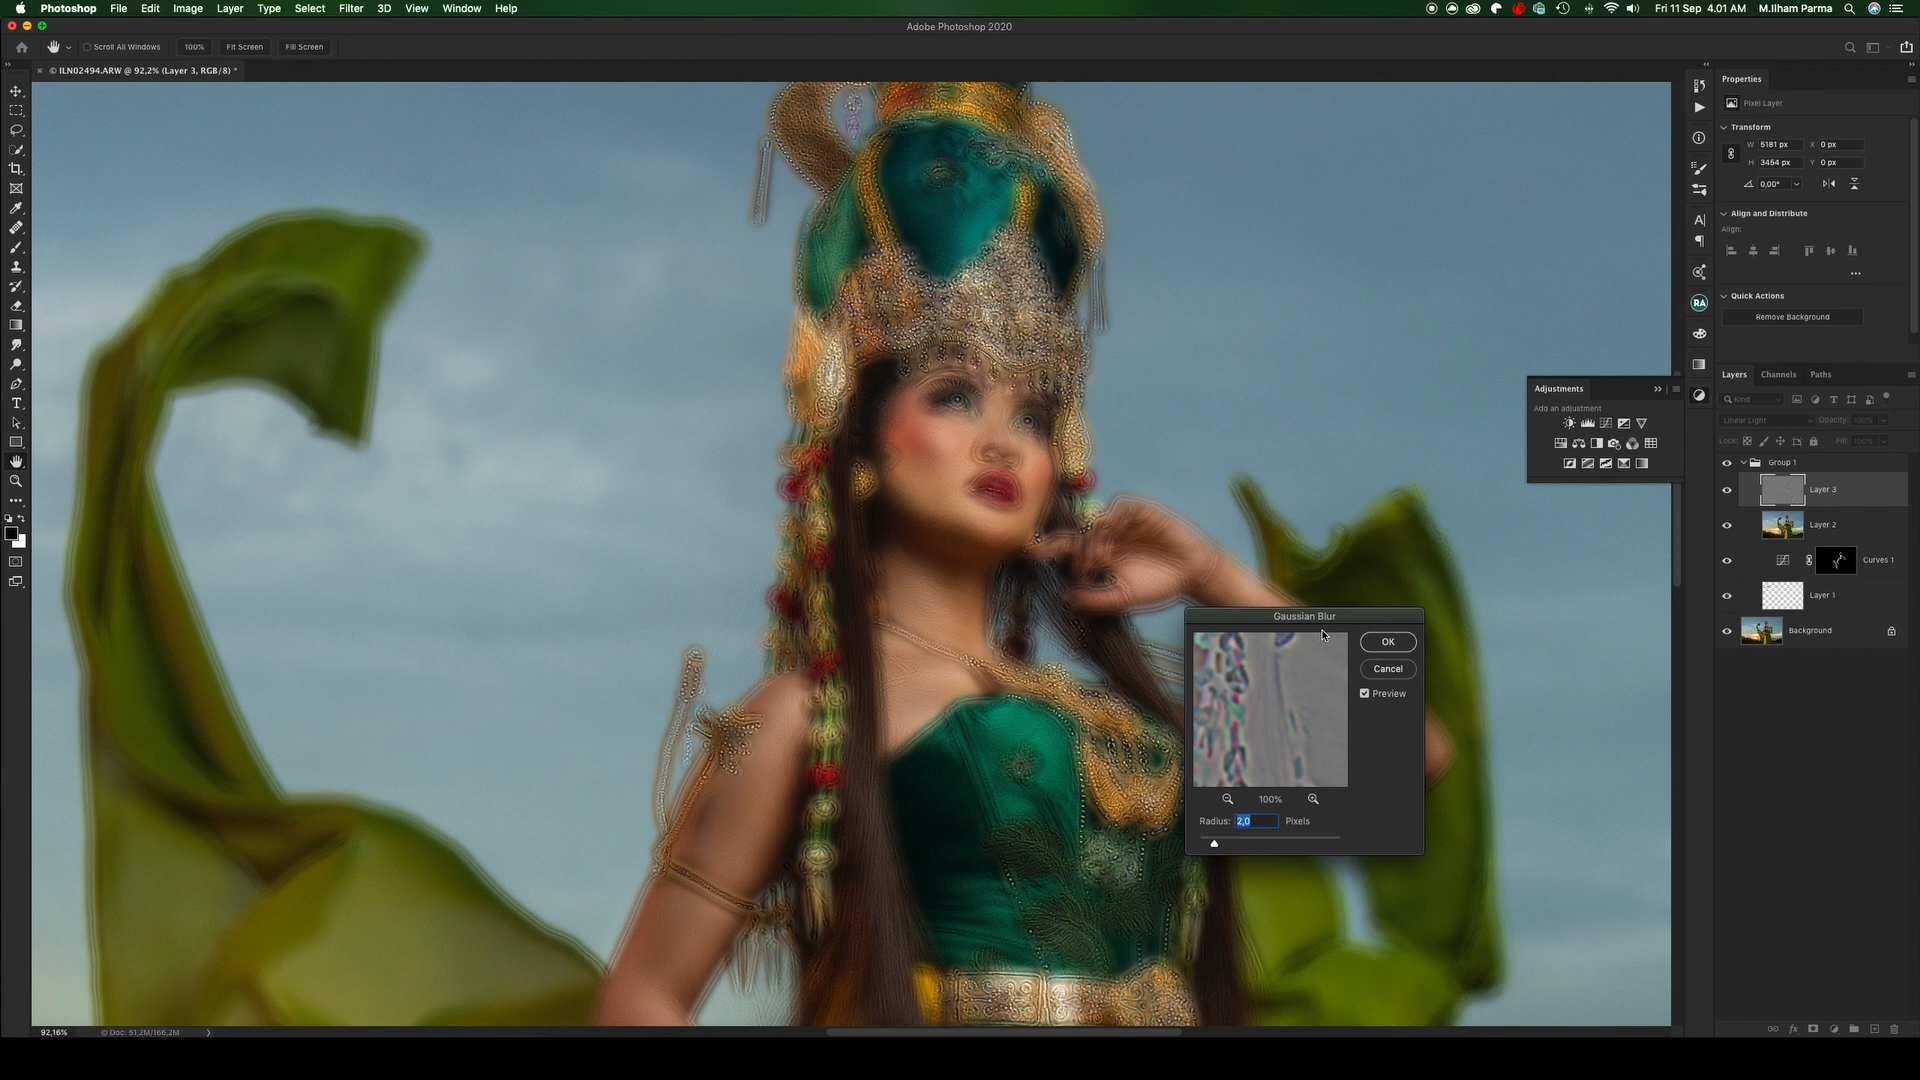 Photoshop File Edit Image Layer Type Select Filter 3D View Window Help Fri 11 Sep 4.01 AM M.Ilham Parma
Adobe Photoshop 2020
Scroll All Windows 100% Fit Screen Fill Screen
© ILN02494.ARW @ 92,2% (Layer 3, RGB/8) *
Properties
Pixel Layer
Transform
W 5181 px X 0 px
H 3454 px Y 0 px
0,00°
Align and Distribute
Align:
Quick Actions
Remove Background
RA
Adjustments
Add an adjustment
Layers Channels Paths
Kind
Linear Light Opacity: 100%
Lock: Fill: 100%
Group 1
Layer 3
Layer 2
Curves 1
Layer 1
Background
Gaussian Blur
OK
Cancel
Preview
100%
Radius: 2,0 Pixels
92,16% © Doc: 51,2M/166,2M